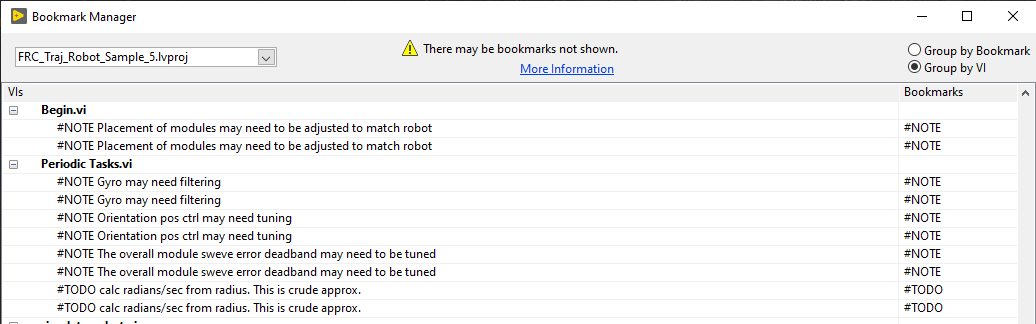 Bookmark Manager
FRC_Traj_Robot_Sample_5.lvproj
There may be bookmarks not shown.
More Information
Group by Bookmark
Group by VI
VIs Bookmarks
Begin.vi
#NOTE Placement of modules may need to be adjusted to match robot #NOTE
#NOTE Placement of modules may need to be adjusted to match robot #NOTE
Periodic Tasks.vi
#NOTE Gyro may need filtering #NOTE
#NOTE Gyro may need filtering #NOTE
#NOTE Orientation pos ctrl may need tuning #NOTE
#NOTE Orientation pos ctrl may need tuning #NOTE
#NOTE The overall module sweve error deadband may need to be tuned #NOTE
#NOTE The overall module sweve error deadband may need to be tuned #NOTE
#TODO calc radians/sec from radius. This is crude approx. #TODO
#TODO calc radians/sec from radius. This is crude approx. #TODO